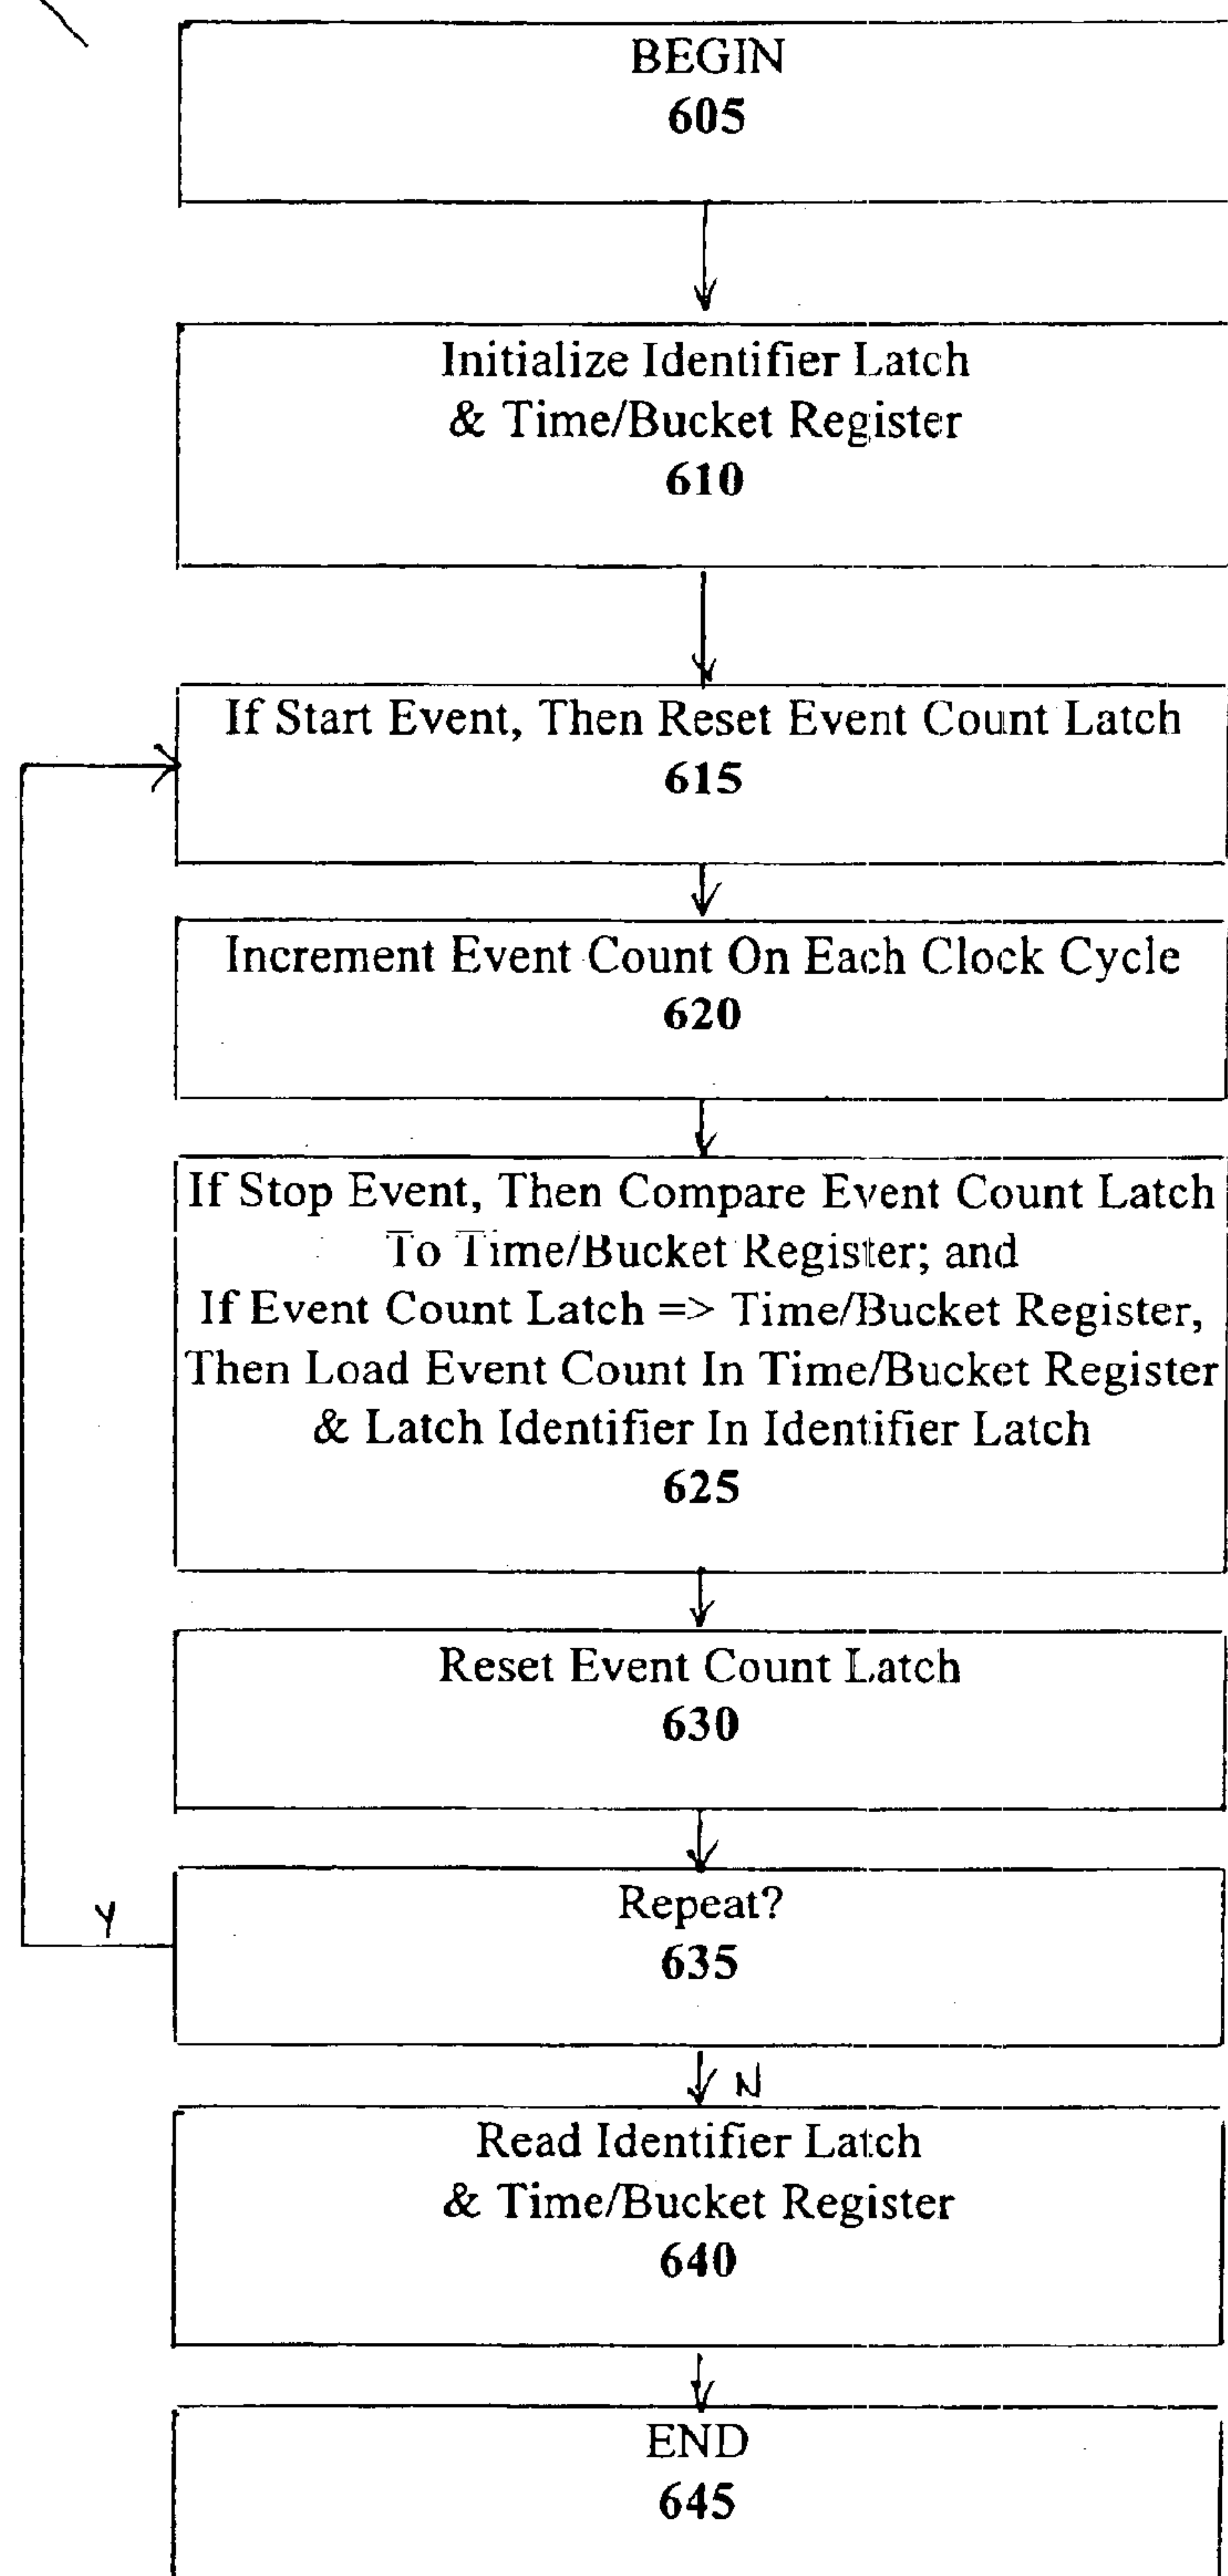 BEGIN
605
Initialize Identifier Latch
& Time/Bucket Register
610
If Start Event, Then Reset Event Count Latch
615
Increment Event Count On Each Clock Cycle
620
If Stop Event, Then Compare Event Count Latch
To Time/Bucket Register; and
If Event Count Latch => Time/Bucket Register,
Then Load Event Count In Time/Bucket Register
& Latch Identifier In Identifier Latch
625
Reset Event Count Latch
630
Repeat?
635
Y
N
Read Identifier Latch
& Time/Bucket Register
640
END
645